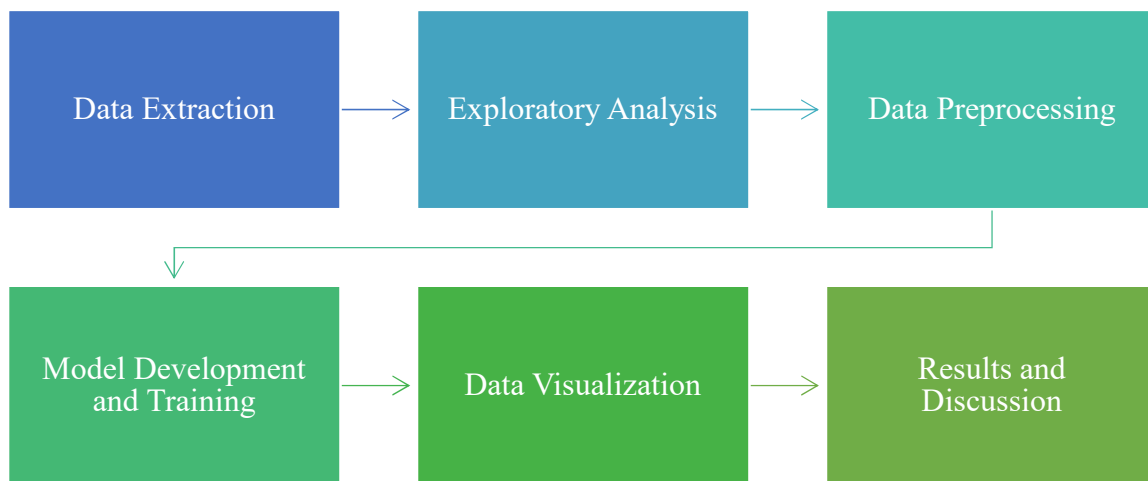 Data Extraction
Exploratory Analysis
Data Preprocessing
Model Development
and Training
Data Visualization
Results and
Discussion